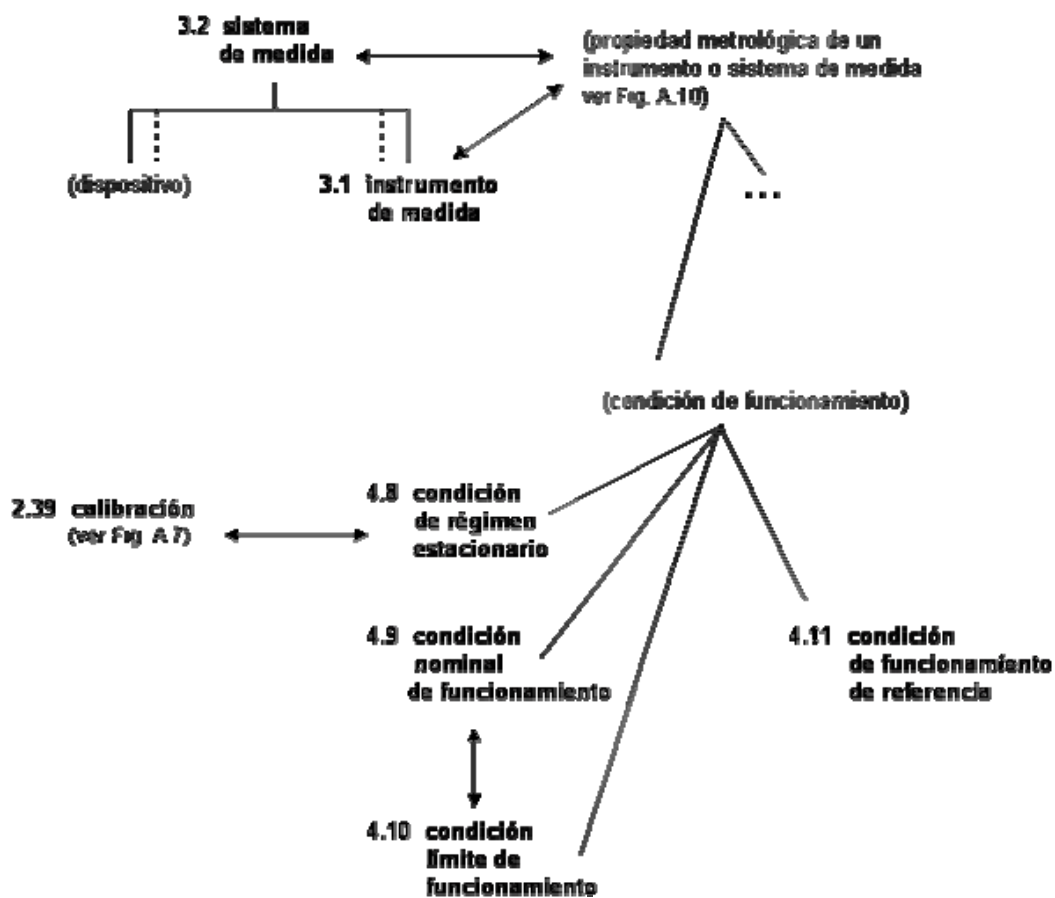 3.2 sistema
de medida
(propiedad metrológica de un
instrumento o sistema de medida
ver Fig. A.10)
(dispositivo)
3.1 instrumento
de medida
...
(condición de funcionamiento)
2.39 calibración
(ver Fig. A 7)
4.8 condición
de régimen
estacionario
4.9 condición
nominal
de funcionamiento
4.11 condición
de funcionamiento
de referencia
4.10 condición
límite de
funcionamiento